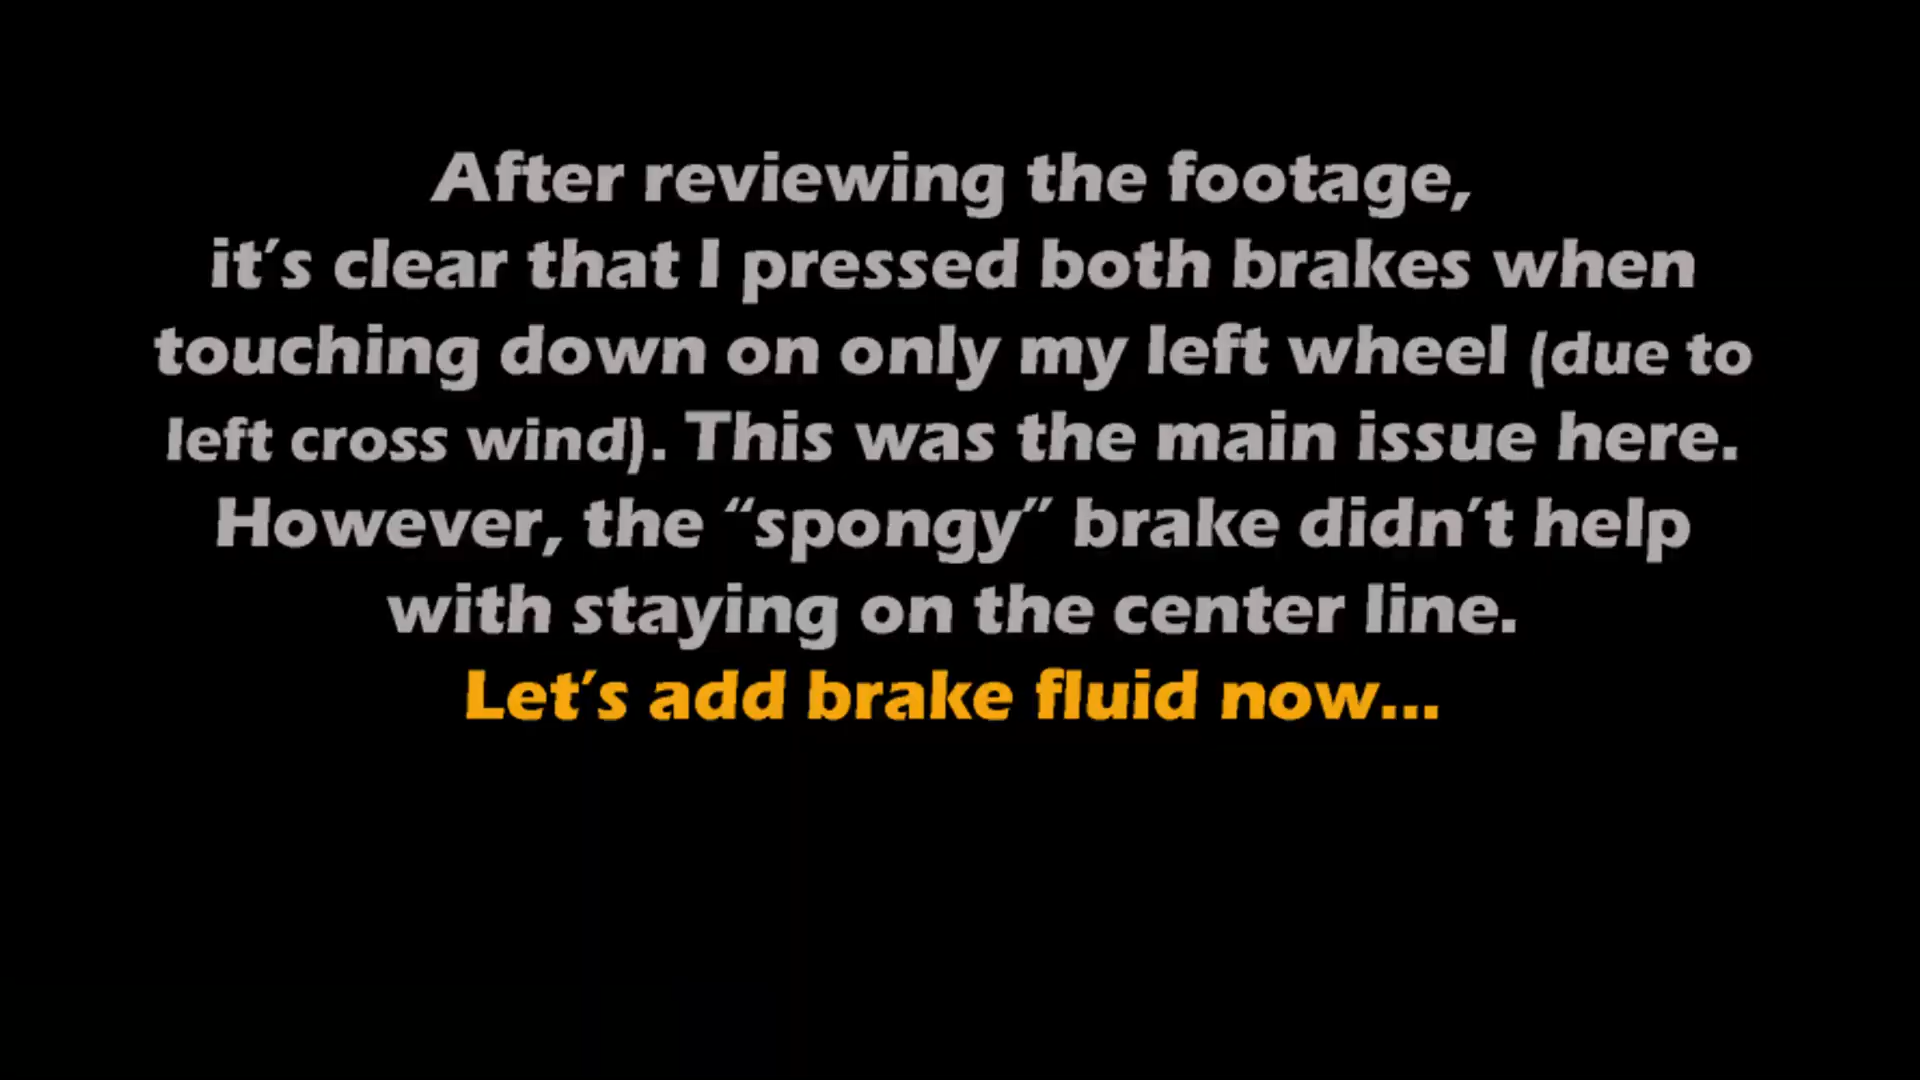 After reviewing the footage,
it’s clear that I pressed both brakes when
touching down on only my left wheel (due to
left cross wind). This was the main issue here.
However, the “spongy” brake didn’t help
with staying on the center line.
Let’s add brake fluid now...